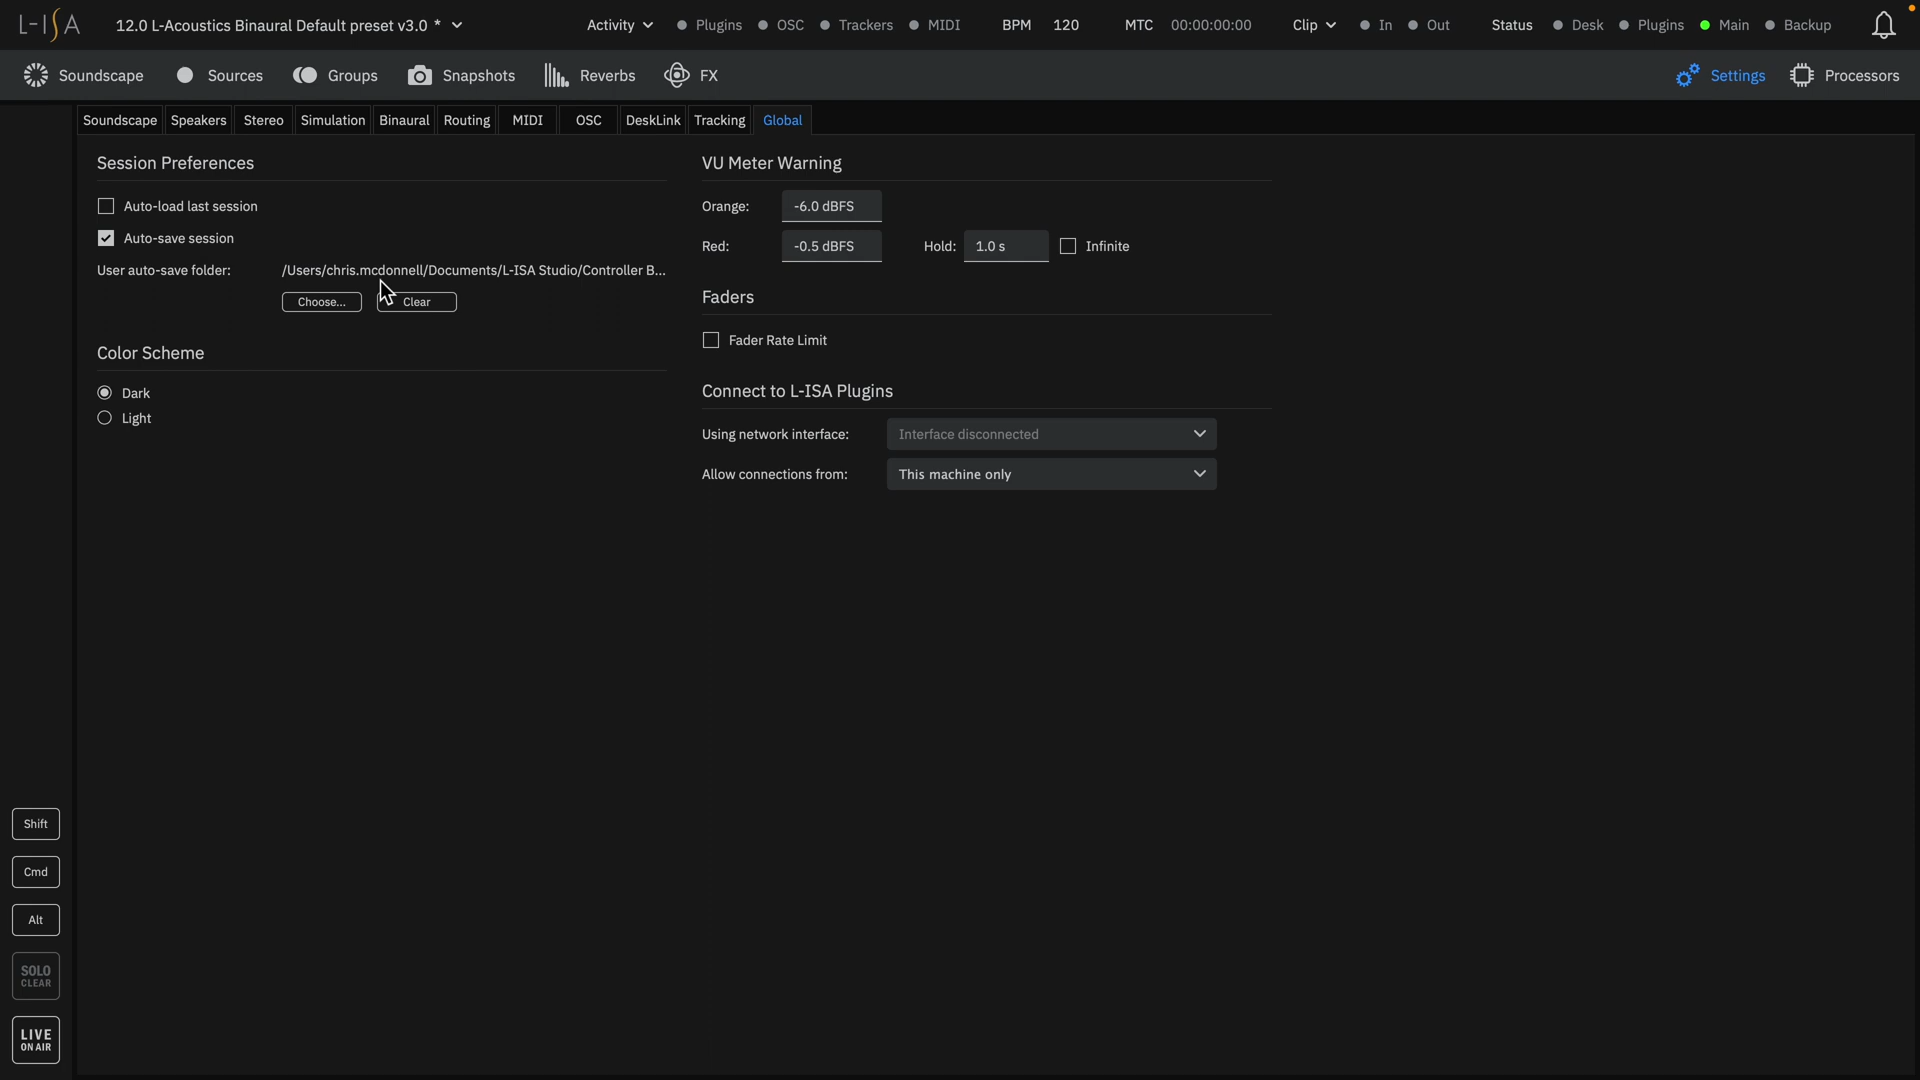 L-ISA 12.0 L-Acoustics Binaural Default preset v3.0 * Activity Plugins OSC Trackers MIDI BPM 120 MTC 00:00:00:00 Clip In Out Status Desk Plugins Main Backup
Soundscape Sources Groups Snapshots Reverbs FX Settings Processors
Soundscape Speakers Stereo Simulation Binaural Routing MIDI OSC DeskLink Tracking Global
Session Preferences
Auto-load last session
Auto-save session
User auto-save folder: /Users/chris.mcdonnell/Documents/L-ISA Studio/Controller B...
Choose... Clear
Color Scheme
Dark
Light
VU Meter Warning
Orange: -6.0 dBFS
Red: -0.5 dBFS Hold: 1.0 s Infinite
Faders
Fader Rate Limit
Connect to L-ISA Plugins
Using network interface: Interface disconnected
Allow connections from: This machine only
Shift
Cmd
Alt
SOLO
CLEAR
LIVE
ON AIR